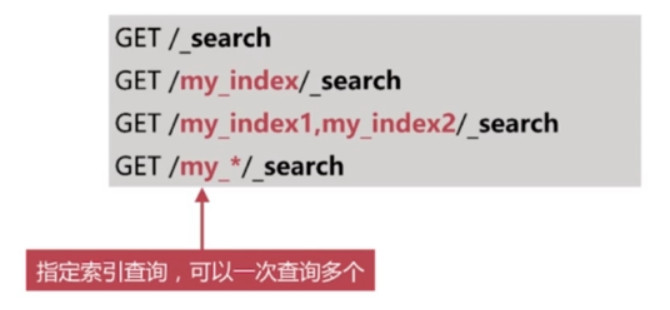 GET /_search
GET /my_index/_search
GET /my_index1,my_index2/_search
GET /my_*/_search
指定索引查询，可以一次查询多个